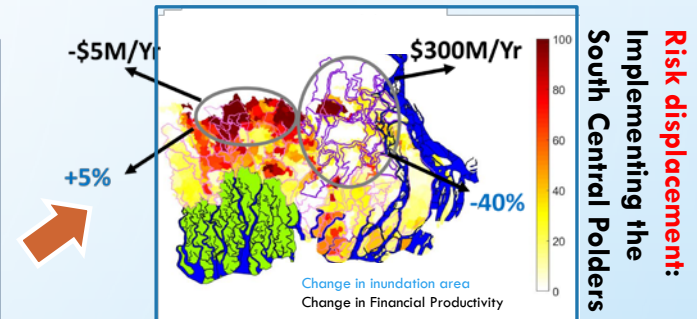 -$5M/Yr
$300M/Yr
+5%
-40%
100
80
60
40
20
0
Change in inundation area
Change in Financial Productivity
Risk displacement:
Implementing the
South Central Polders